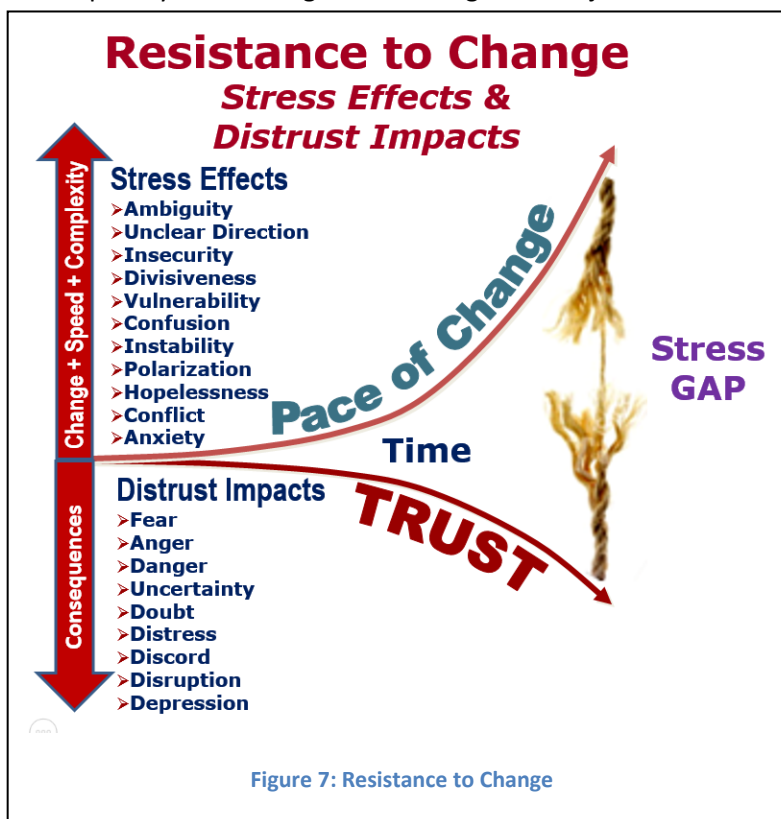 Resistance to Change
Stress Effects &
Distrust Impacts
Change + Speed + Complexity
Stress Effects
➢Ambiguity
➢Unclear Direction
➢Insecurity
➢Divisiveness
➢Vulnerability
➢Confusion
➢Instability
➢Polarization
➢Hopelessness
➢Conflict
➢Anxiety
Pace of Change
Stress
GAP
Time
TRUST
Consequences
Distrust Impacts
➢Fear
➢Anger
➢Danger
➢Uncertainty
➢Doubt
➢Distress
➢Discord
➢Disruption
➢Depression
Figure 7: Resistance to Change